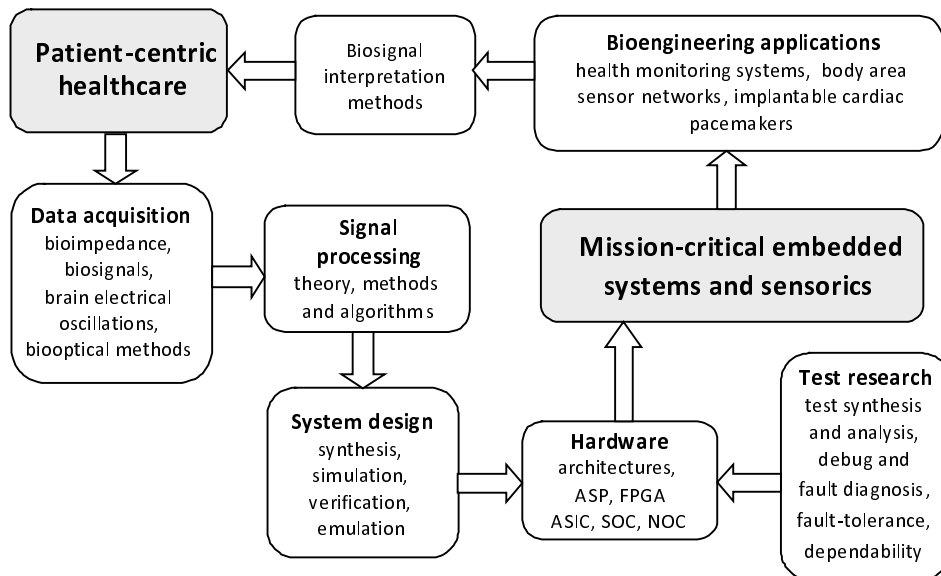 Patient-centric
healthcare
Biosignal
interpretation
methods
Bioengineering applications
health monitoring systems, body area
sensor networks, implantable cardiac
pacemakers
Data acquisition
bioimpedance,
biosignals,
brain electrical
oscillations,
biooptical methods
Signal
processing
theory, methods
and algorithms
Mission-critical embedded
systems and sensorics
System design
synthesis,
simulation,
verification,
emulation
Hardware
architectures,
ASP, FPGA
ASIC, SOC, NOC
Test research
test synthesis
and analysis,
debug and
fault diagnosis,
fault-tolerance,
dependability